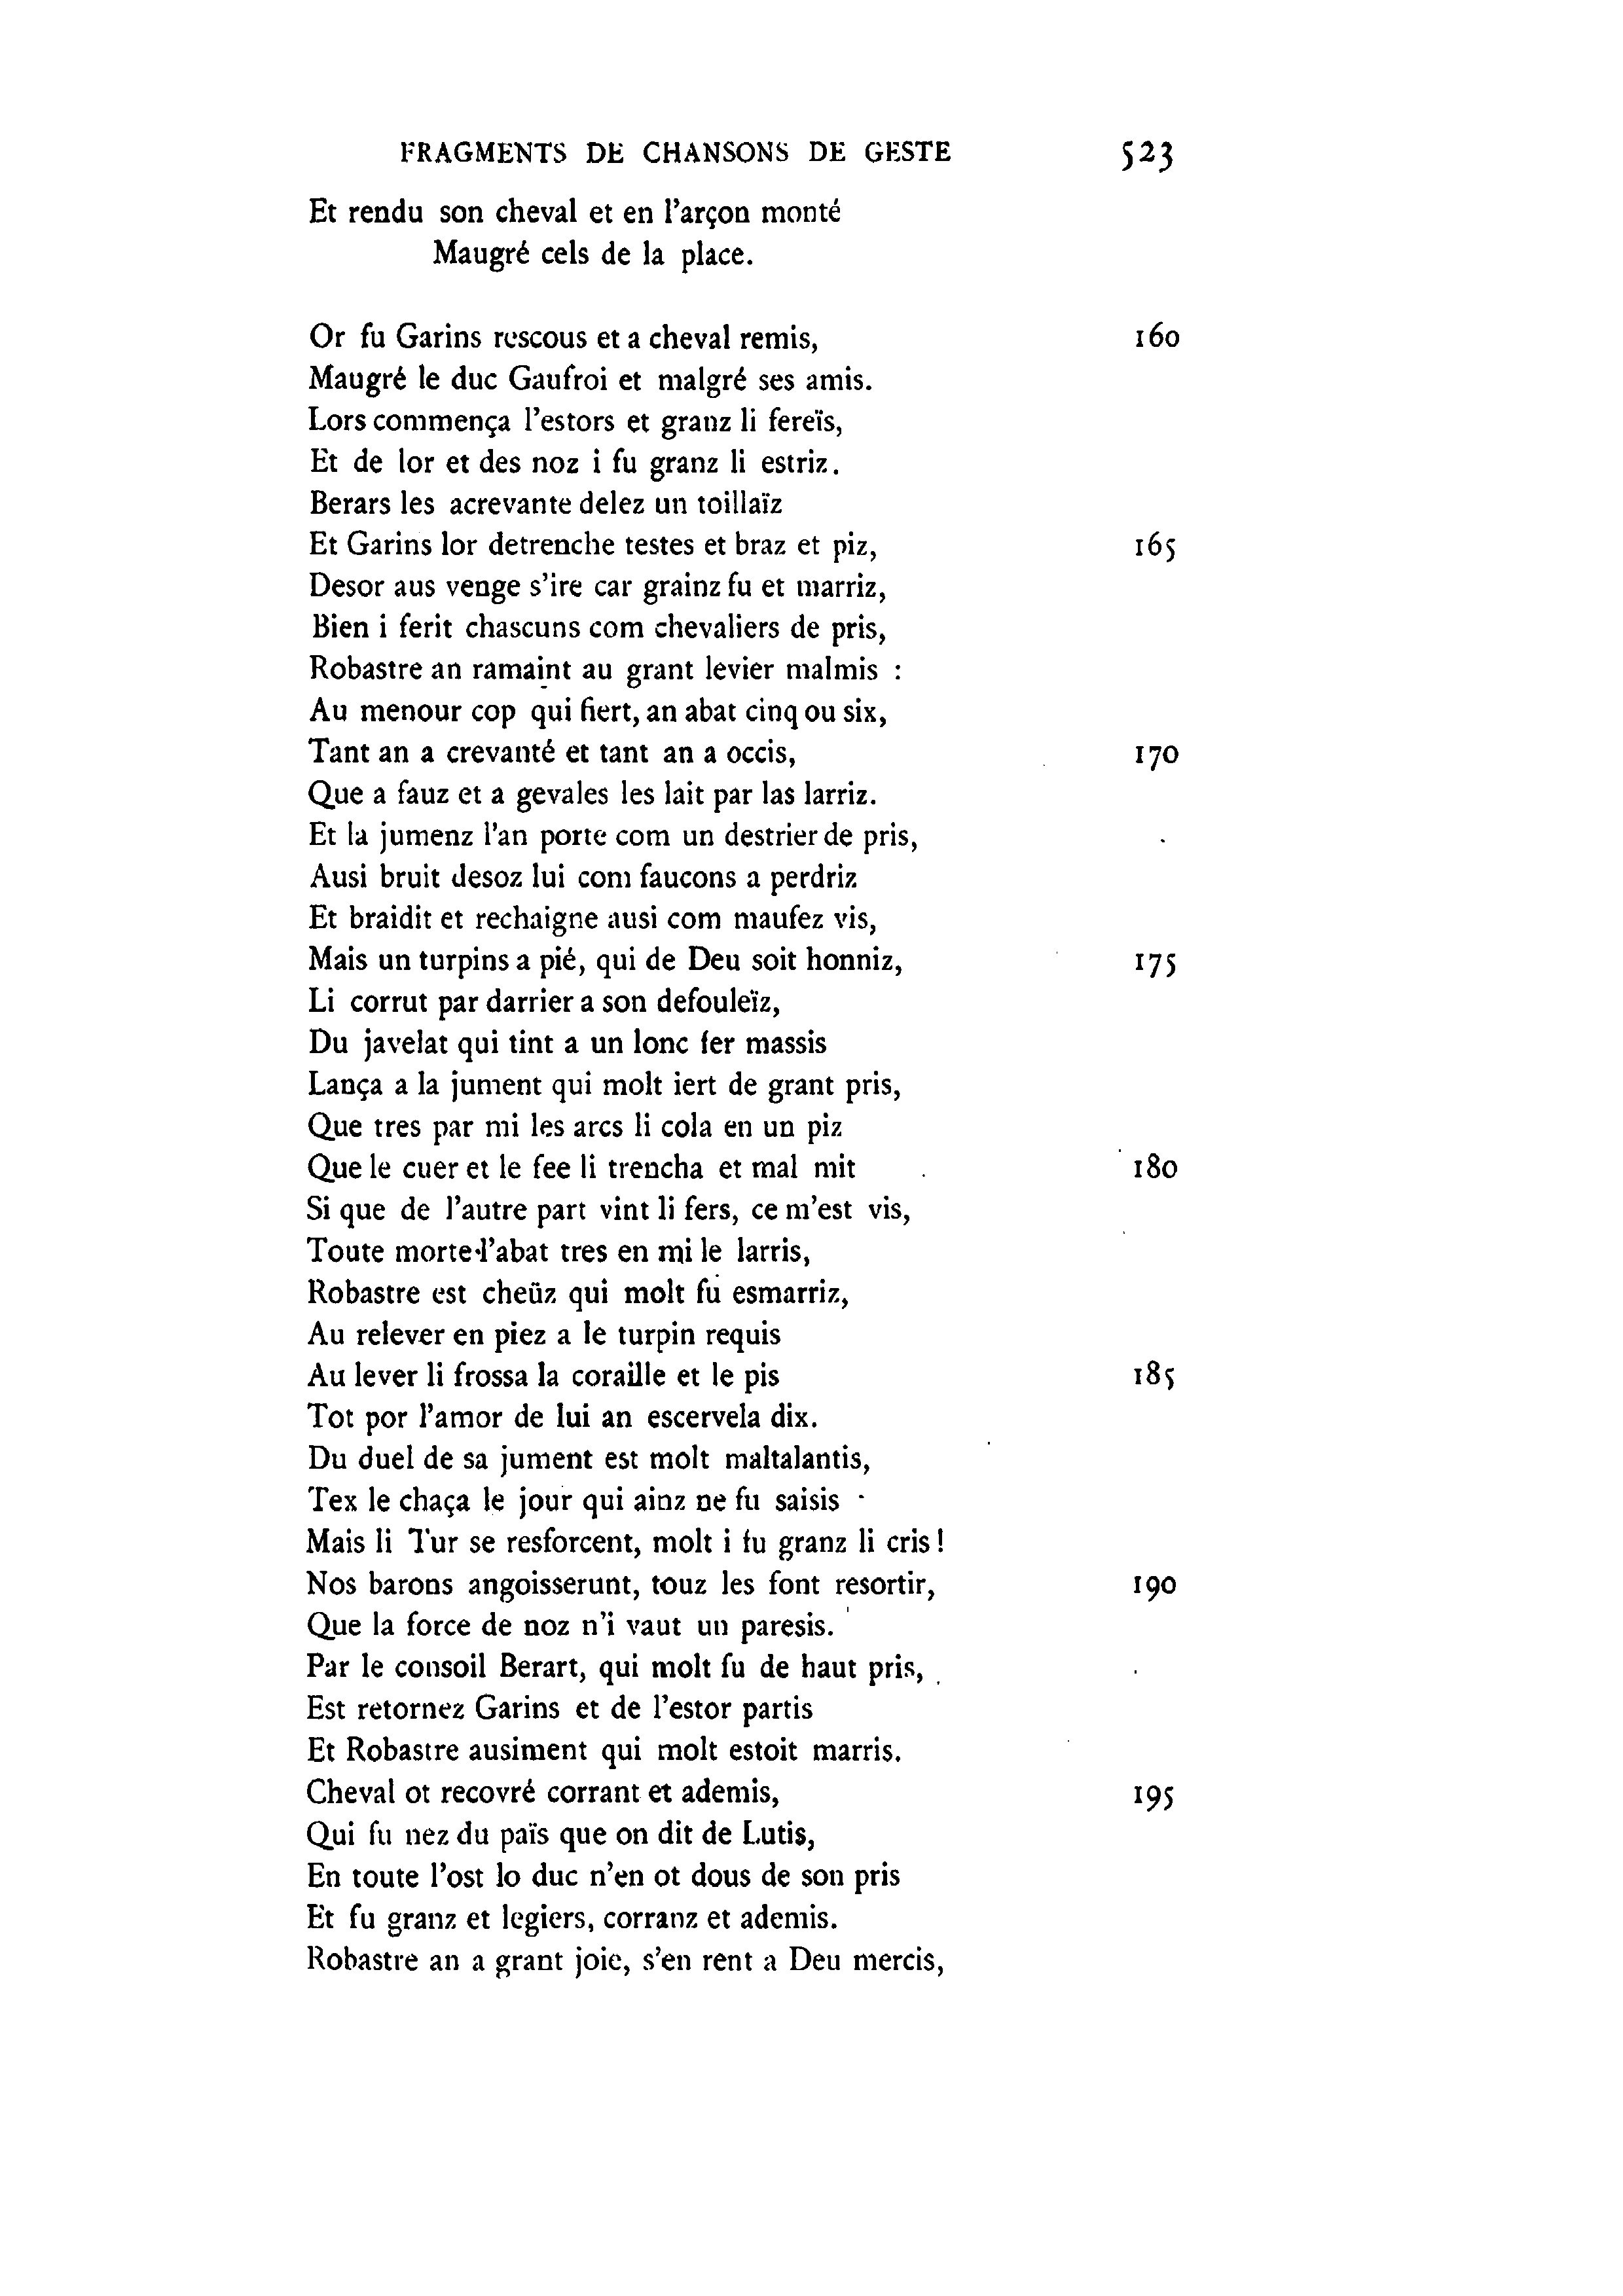 FRAGMENTS DE CHANSONS DE GESTE 523
Et rendu son cheval et en l'arçon monté
Maugré cels de la place.
Or fu Garins rescous et a cheval remis, 160
Maugré le duc Gaufroi et malgré ses amis.
Lors commença l'estors et granz li fereïs,
Et de lor et des noz i fu granz li estriz.
Berars les acrevante delez un toillaïz
Et Garins lor detrenche testes et braz et piz, 165
Desor aus venge s'ire car grainz fu et marriz,
Bien i ferit chascuns com chevaliers de pris,
Robastre an ramaint au grant levier malmis :
Au menour cop qui fiert, an abat cinq ou six,
Tant an a crevanté et tant an a occis, 170
Que a fauz et a gevales les lait par las larriz.
Et la jumenz l'an porte com un destrier de pris,
Ausi bruit desoz lui com faucons a perdriz
Et braidit et rechaigne ausi com maufez vis,
Mais un turpins a pié, qui de Deu soit honniz, 175
Li corrut par darrier a son defouleïz,
Du javelat qui tint a un lonc fer massis
Lança a la jument qui molt iert de grant pris,
Que tres par mi les arcs li cola en un piz
Que le cuer et le fee li trencha et mal mit 180
Si que de l'autre part vint li fers, ce m'est vis,
Toute morte l'abat tres en mi le larris,
Robastre est cheüz qui molt fu esmarriz,
Au relever en piez a le turpin requis
Au lever li frossa la coraille et le pis 185
Tot por l'amor de lui an escervela dix.
Du duel de sa jument est molt maltalantis,
Tex le chaça le jour qui ainz ne fu saisis
Mais li Tur se resforcent, molt i fu granz li cris !
Nos barons angoisserunt, touz les font resortir, 190
Que la force de noz n'i vaut un paresis.
Par le consoil Berart, qui molt fu de haut pris,
Est retornez Garins et de l'estor partis
Et Robastre ausiment qui molt estoit marris.
Cheval ot recovré corrant et ademis, 195
Qui fu nez du païs que on dit de Lutis,
En toute l'ost lo duc n'en ot dous de son pris
Et fu granz et legiers, corranz et ademis.
Robastre an a grant joie, s'en rent a Deu mercis,